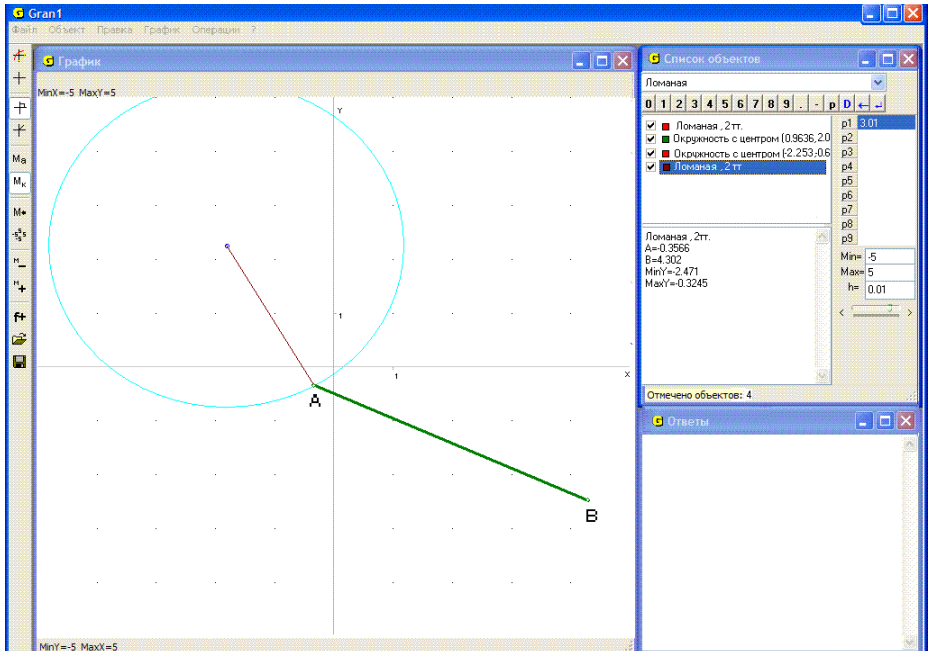 Gran1
Файл Объект Правка График Операции ?
График
MinX=-5 MaxY=5
Y
1
X
1
A
B
MinY=-5 MaxX=5
Ma
Mк
M*
M
M
f+
Список объектов
Ломаная
0 1 2 3 4 5 6 7 8 9 . - p D
Ломаная , 2тт.
Окружность с центром (0.9636,2.0
Окружность с центром (-2.253,-0.6
Ломаная , 2тт
p1 3.01
p2
p3
p4
p5
p6
p7
p8
p9
Ломаная , 2тт.
A=-0.3566
B=4.302
MinY=-2.471
MaxY=-0.3245
Min= -5
Max= 5
h= 0.01
< >
Отмечено объектов: 4
Ответы